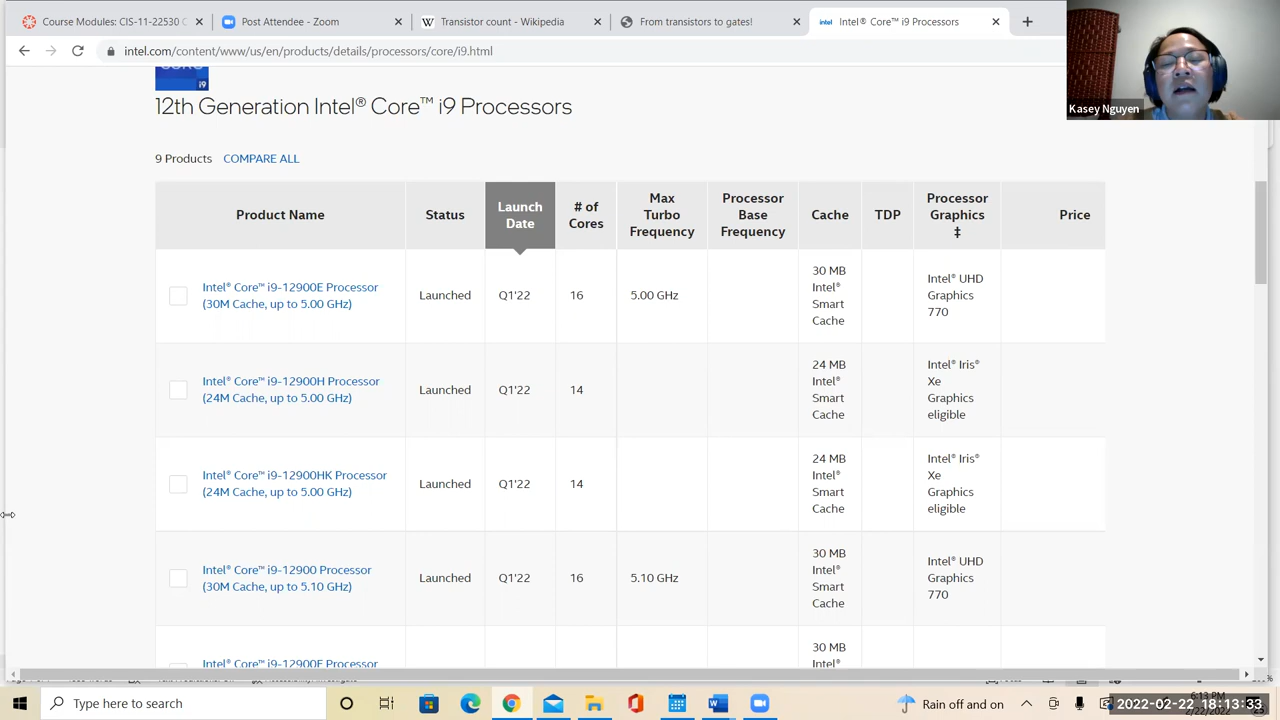 Course Modules: CIS-11-22530 C
Post Attendee - Zoom
Transistor count - Wikipedia
From transistors to gates!
intel
Intel® Core™ i9 Processors
intel.com/content/www/us/en/products/details/processors/core/i9.html
Kasey Nguyen
i9
12th Generation Intel® Core™ i9 Processors
9 Products COMPARE ALL
Product Name
Status
Launch
Date
# of
Cores
Max
Turbo
Frequency
Processor
Base
Frequency
Cache
TDP
Processor
Graphics
‡
Price
Intel® Core™ i9-12900E Processor
(30M Cache, up to 5.00 GHz)
Launched
Q1'22
16
5.00 GHz
30 MB
Intel®
Smart
Cache
Intel® UHD
Graphics
770
Intel® Core™ i9-12900H Processor
(24M Cache, up to 5.00 GHz)
Launched
Q1'22
14
24 MB
Intel®
Smart
Cache
Intel® Iris®
Xe
Graphics
eligible
Intel® Core™ i9-12900HK Processor
(24M Cache, up to 5.00 GHz)
Launched
Q1'22
14
24 MB
Intel®
Smart
Cache
Intel® Iris®
Xe
Graphics
eligible
Intel® Core™ i9-12900 Processor
(30M Cache, up to 5.10 GHz)
Launched
Q1'22
16
5.10 GHz
30 MB
Intel®
Smart
Cache
Intel® UHD
Graphics
770
Intel® Core™ i9-12900F Processor
30 MB
Intel®
Type here to search
Rain off and on
6:13 PM
2/22/2022
2022-02-22 18:13:33